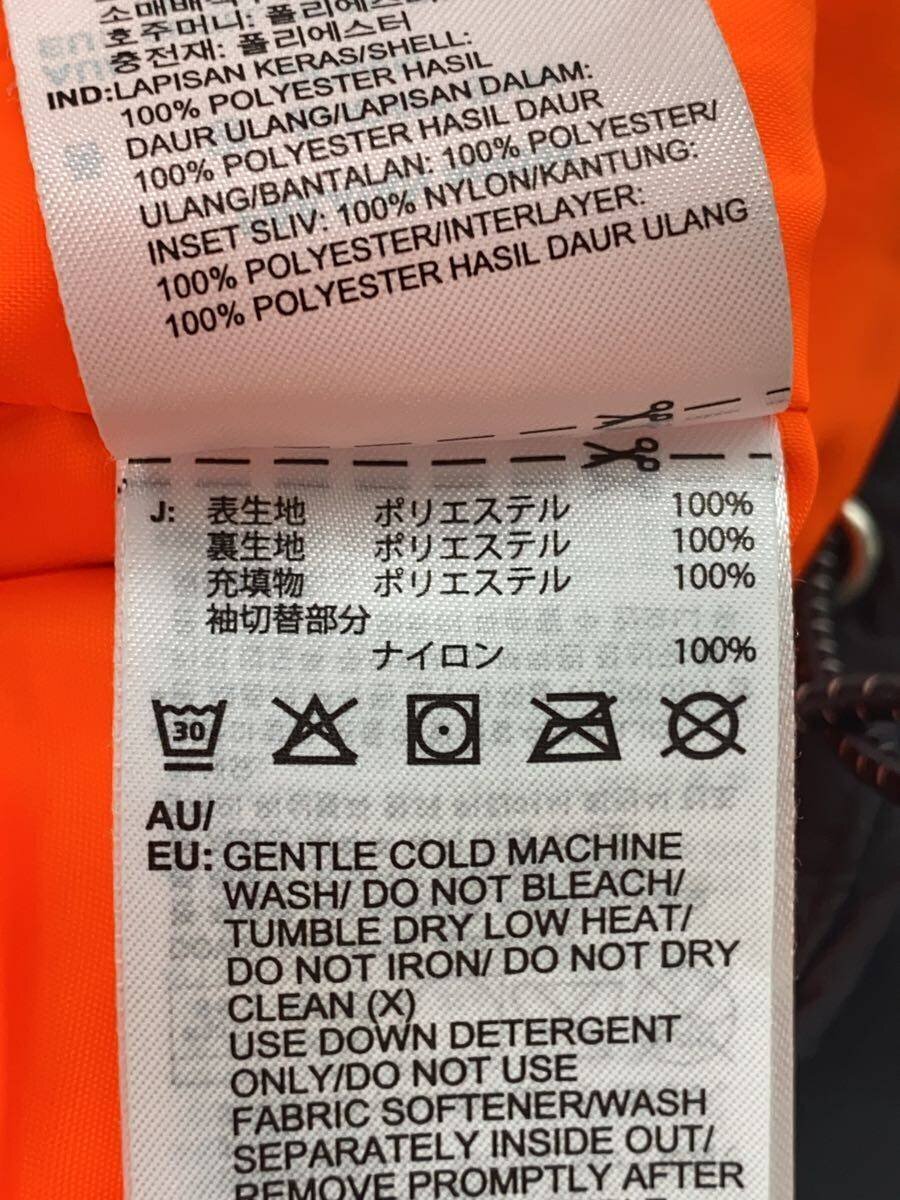 호주머니: 폴리에스터
충전재: 폴리에스터
IND:LAPISAN KERAS/SHELL:
100% POLYESTER HASIL
DAUR ULANG/LAPISAN DALAM:
100% POLYESTER HASIL DAUR
ULANG/BANTALAN: 100% POLYESTER/
INSET SLIV: 100% NYLON/KANTUNG:
100% POLYESTER/INTERLAYER:
100% POLYESTER HASIL DAUR ULANG
J: 表生地 ポリエステル 100%
裏生地 ポリエステル 100%
充填物 ポリエステル 100%
袖切替部分
ナイロン 100%
30
AU/
EU: GENTLE COLD MACHINE
WASH/ DO NOT BLEACH/
TUMBLE DRY LOW HEAT/
DO NOT IRON/ DO NOT DRY
CLEAN (X)
USE DOWN DETERGENT
ONLY/DO NOT USE
FABRIC SOFTENER/WASH
SEPARATELY INSIDE OUT/
REMOVE PROMPTLY AFTER